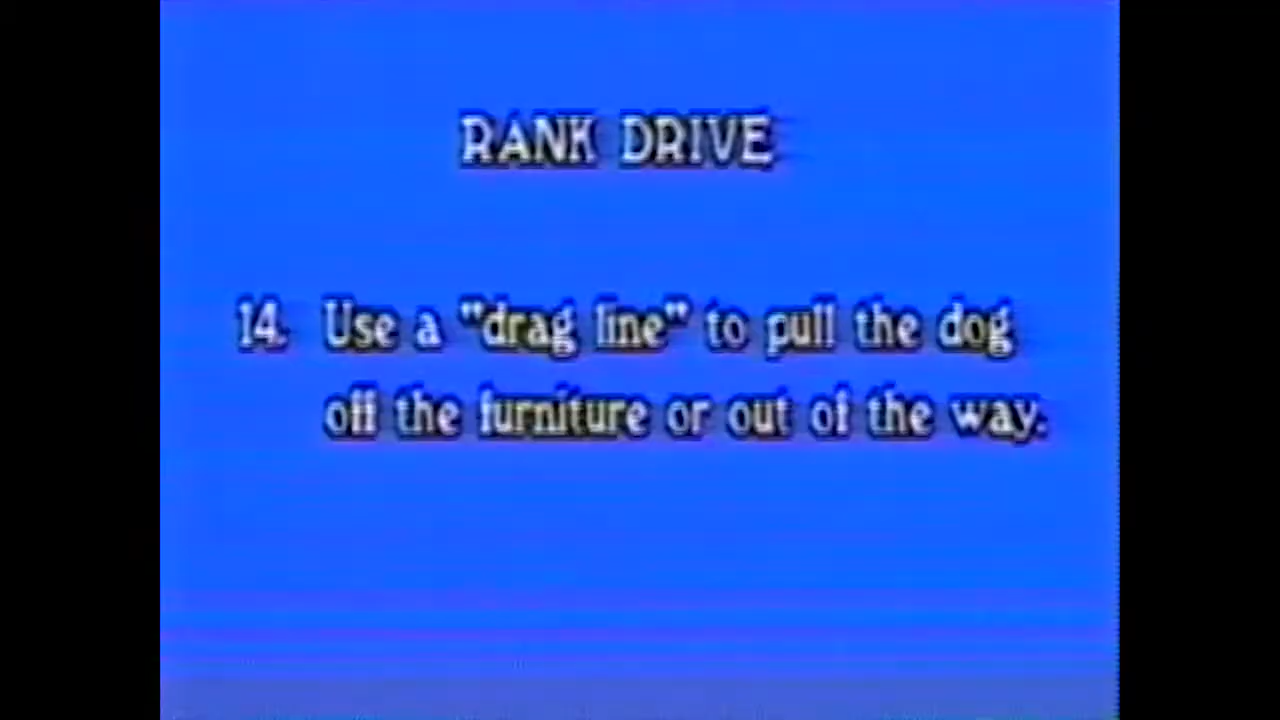 RANK DRIVE
14. Use a "drag line" to pull the dog
off the furniture or out of the way.